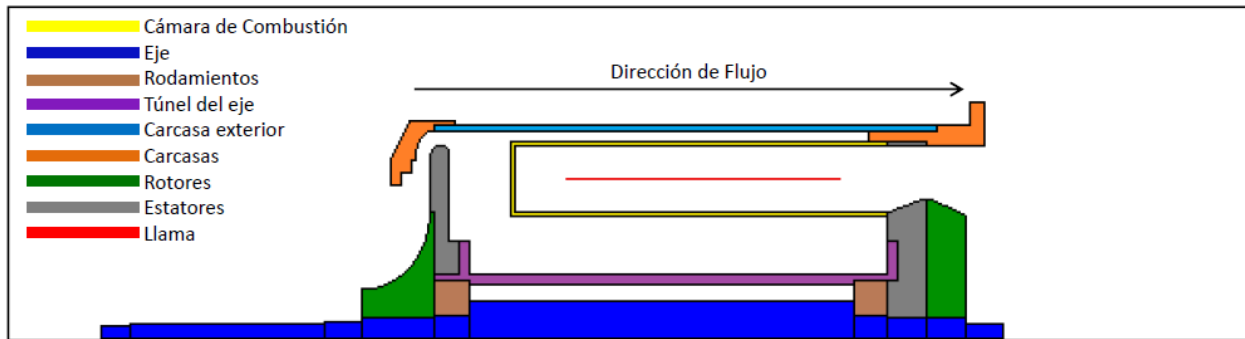 Cámara de Combustión
Eje
Rodamientos
Túnel del eje
Carcasa exterior
Carcasas
Rotores
Estatores
Llama
Dirección de Flujo